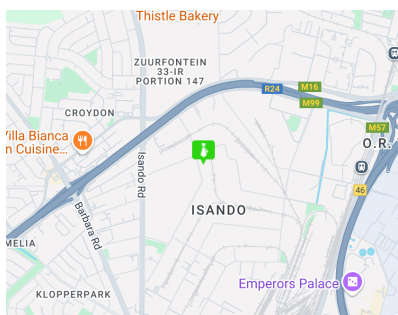 Thistle Bakery
ZUURFONTEIN
33-IR
PORTION 147
R24
M16
M99
CROYDON
M57
Villa Bianca
n Cuisine...
O.R.
Isando Rd
46
ISANDO
Barbara Rd
MELIA
Emperors Palace
KLOPPERPARK